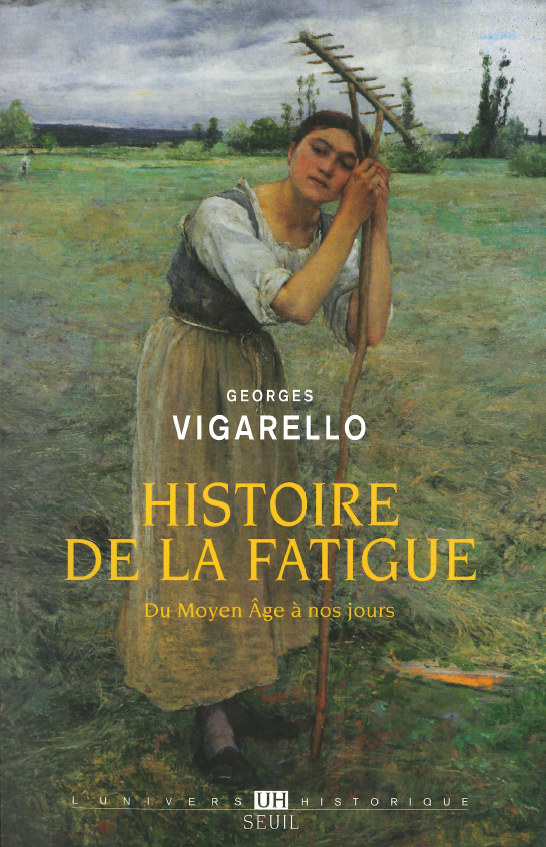 GEORGES
VIGARELLO
HISTOIRE
DE LA FATIGUE
Du Moyen Âge à nos jours
L'UNIVERS UH HISTORIQUE
SEUIL